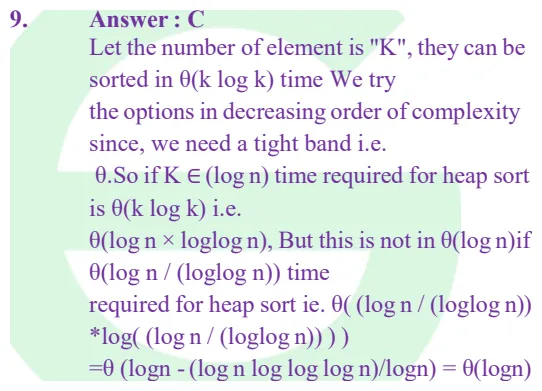 9. Answer : C
Let the number of element is "K", they can be
sorted in θ(k log k) time We try
the options in decreasing order of complexity
since, we need a tight band i.e.
θ.So if K ∈ (log n) time required for heap sort
is θ(k log k) i.e.
θ(log n × loglog n), But this is not in θ(log n)if
θ(log n / (loglog n)) time
required for heap sort ie. θ( (log n / (loglog n))
*log( (log n / (loglog n)) ) )
=θ (logn - (log n log log log n)/logn) = θ(logn)